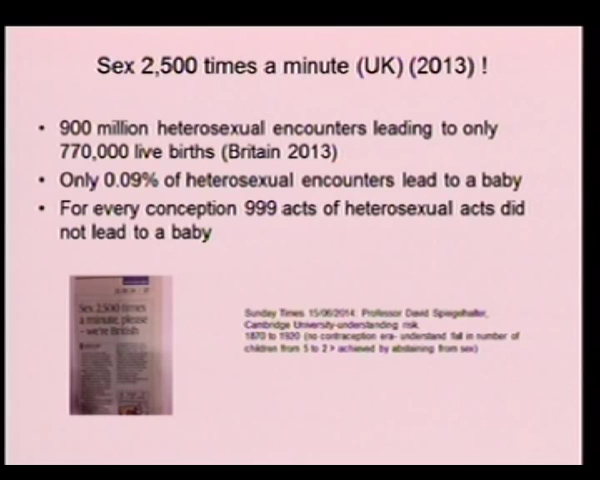 Sex 2,500 times a minute (UK) (2013) !
• 900 million heterosexual encounters leading to only
770,000 live births (Britain 2013)
• Only 0.09% of heterosexual encounters lead to a baby
• For every conception 999 acts of heterosexual acts did
not lead to a baby
Sex 2,500 times
a minute, please
– we're British
Sunday Times 15/06/2014. Professor David Spiegelhalter,
Cambridge University-understanding risk.
1870 to 1920 (no contraception era- understand fall in number of
children from 5 to 2 > achieved by abstaining from sex)